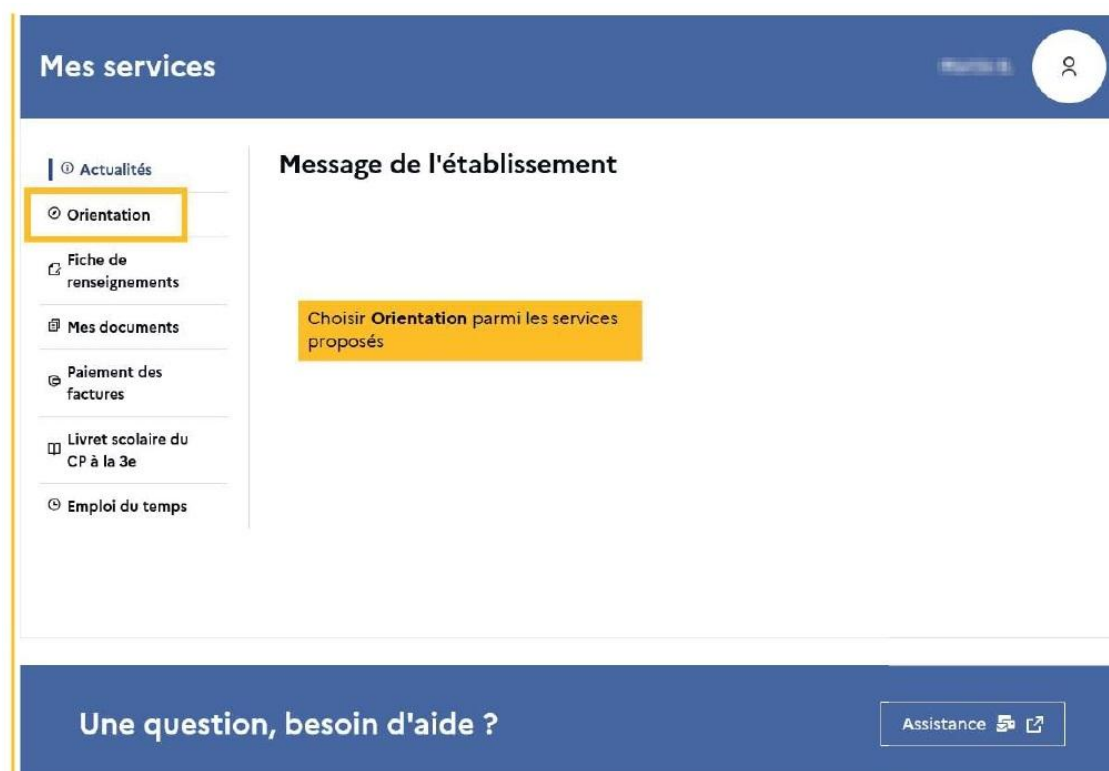 Mes services
Actualités
Orientation
Fiche de
renseignements
Mes documents
Paiement des
factures
Livret scolaire du
CP à la 3e
Emploi du temps
Message de l'établissement
Choisir Orientation parmi les services
proposés
Une question, besoin d'aide ?
Assistance